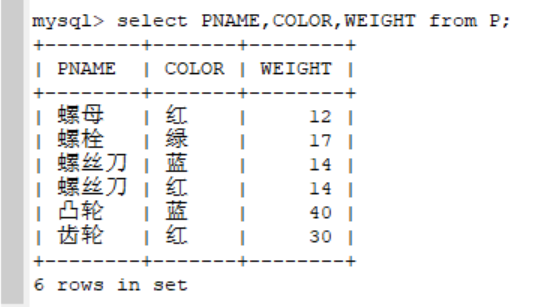 mysql> select PNAME,COLOR,WEIGHT from P;
+--------+-------+--------+
| PNAME  | COLOR | WEIGHT |
+--------+-------+--------+
| 螺母   | 红    |     12 |
| 螺栓   | 绿    |     17 |
| 螺丝刀 | 蓝    |     14 |
| 螺丝刀 | 红    |     14 |
| 凸轮   | 蓝    |     40 |
| 齿轮   | 红    |     30 |
+--------+-------+--------+
6 rows in set